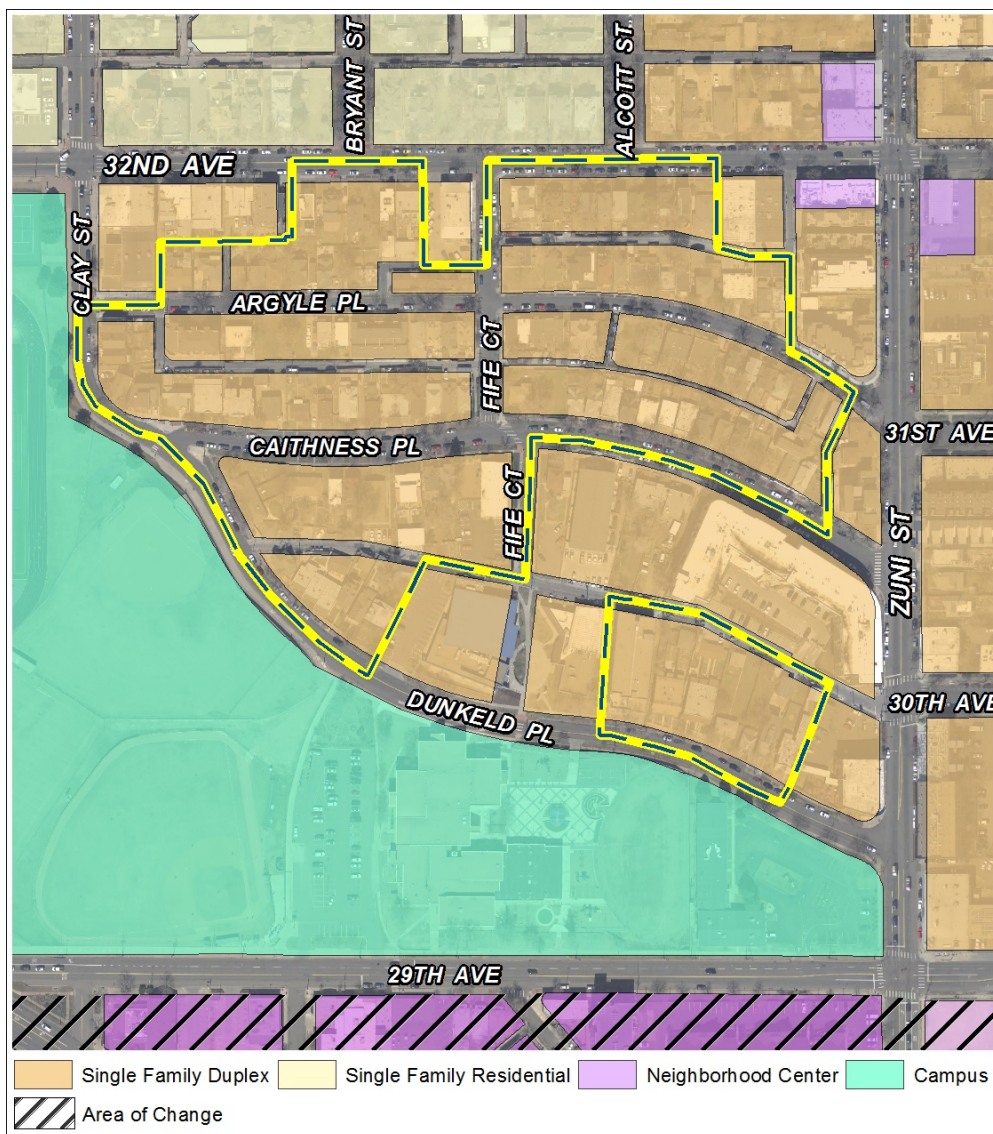 BRYANT ST
ALCOTT ST
32ND AVE
CLAY ST
ARGYLE PL
FIFE CT
31ST AVE
CAITHNESS PL
FIFE CT
ZUNI ST
30TH AVE
DUNKELD PL
29TH AVE
Single Family Duplex
Single Family Residential
Neighborhood Center
Campus
Area of Change